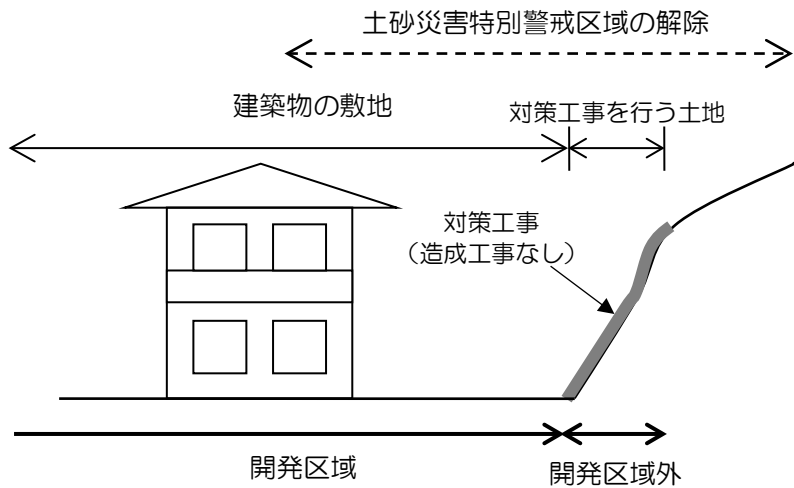 土砂災害特別警戒区域の解除
建築物の敷地
対策工事を行う土地
対策工事
（造成工事なし）
開発区域
開発区域外